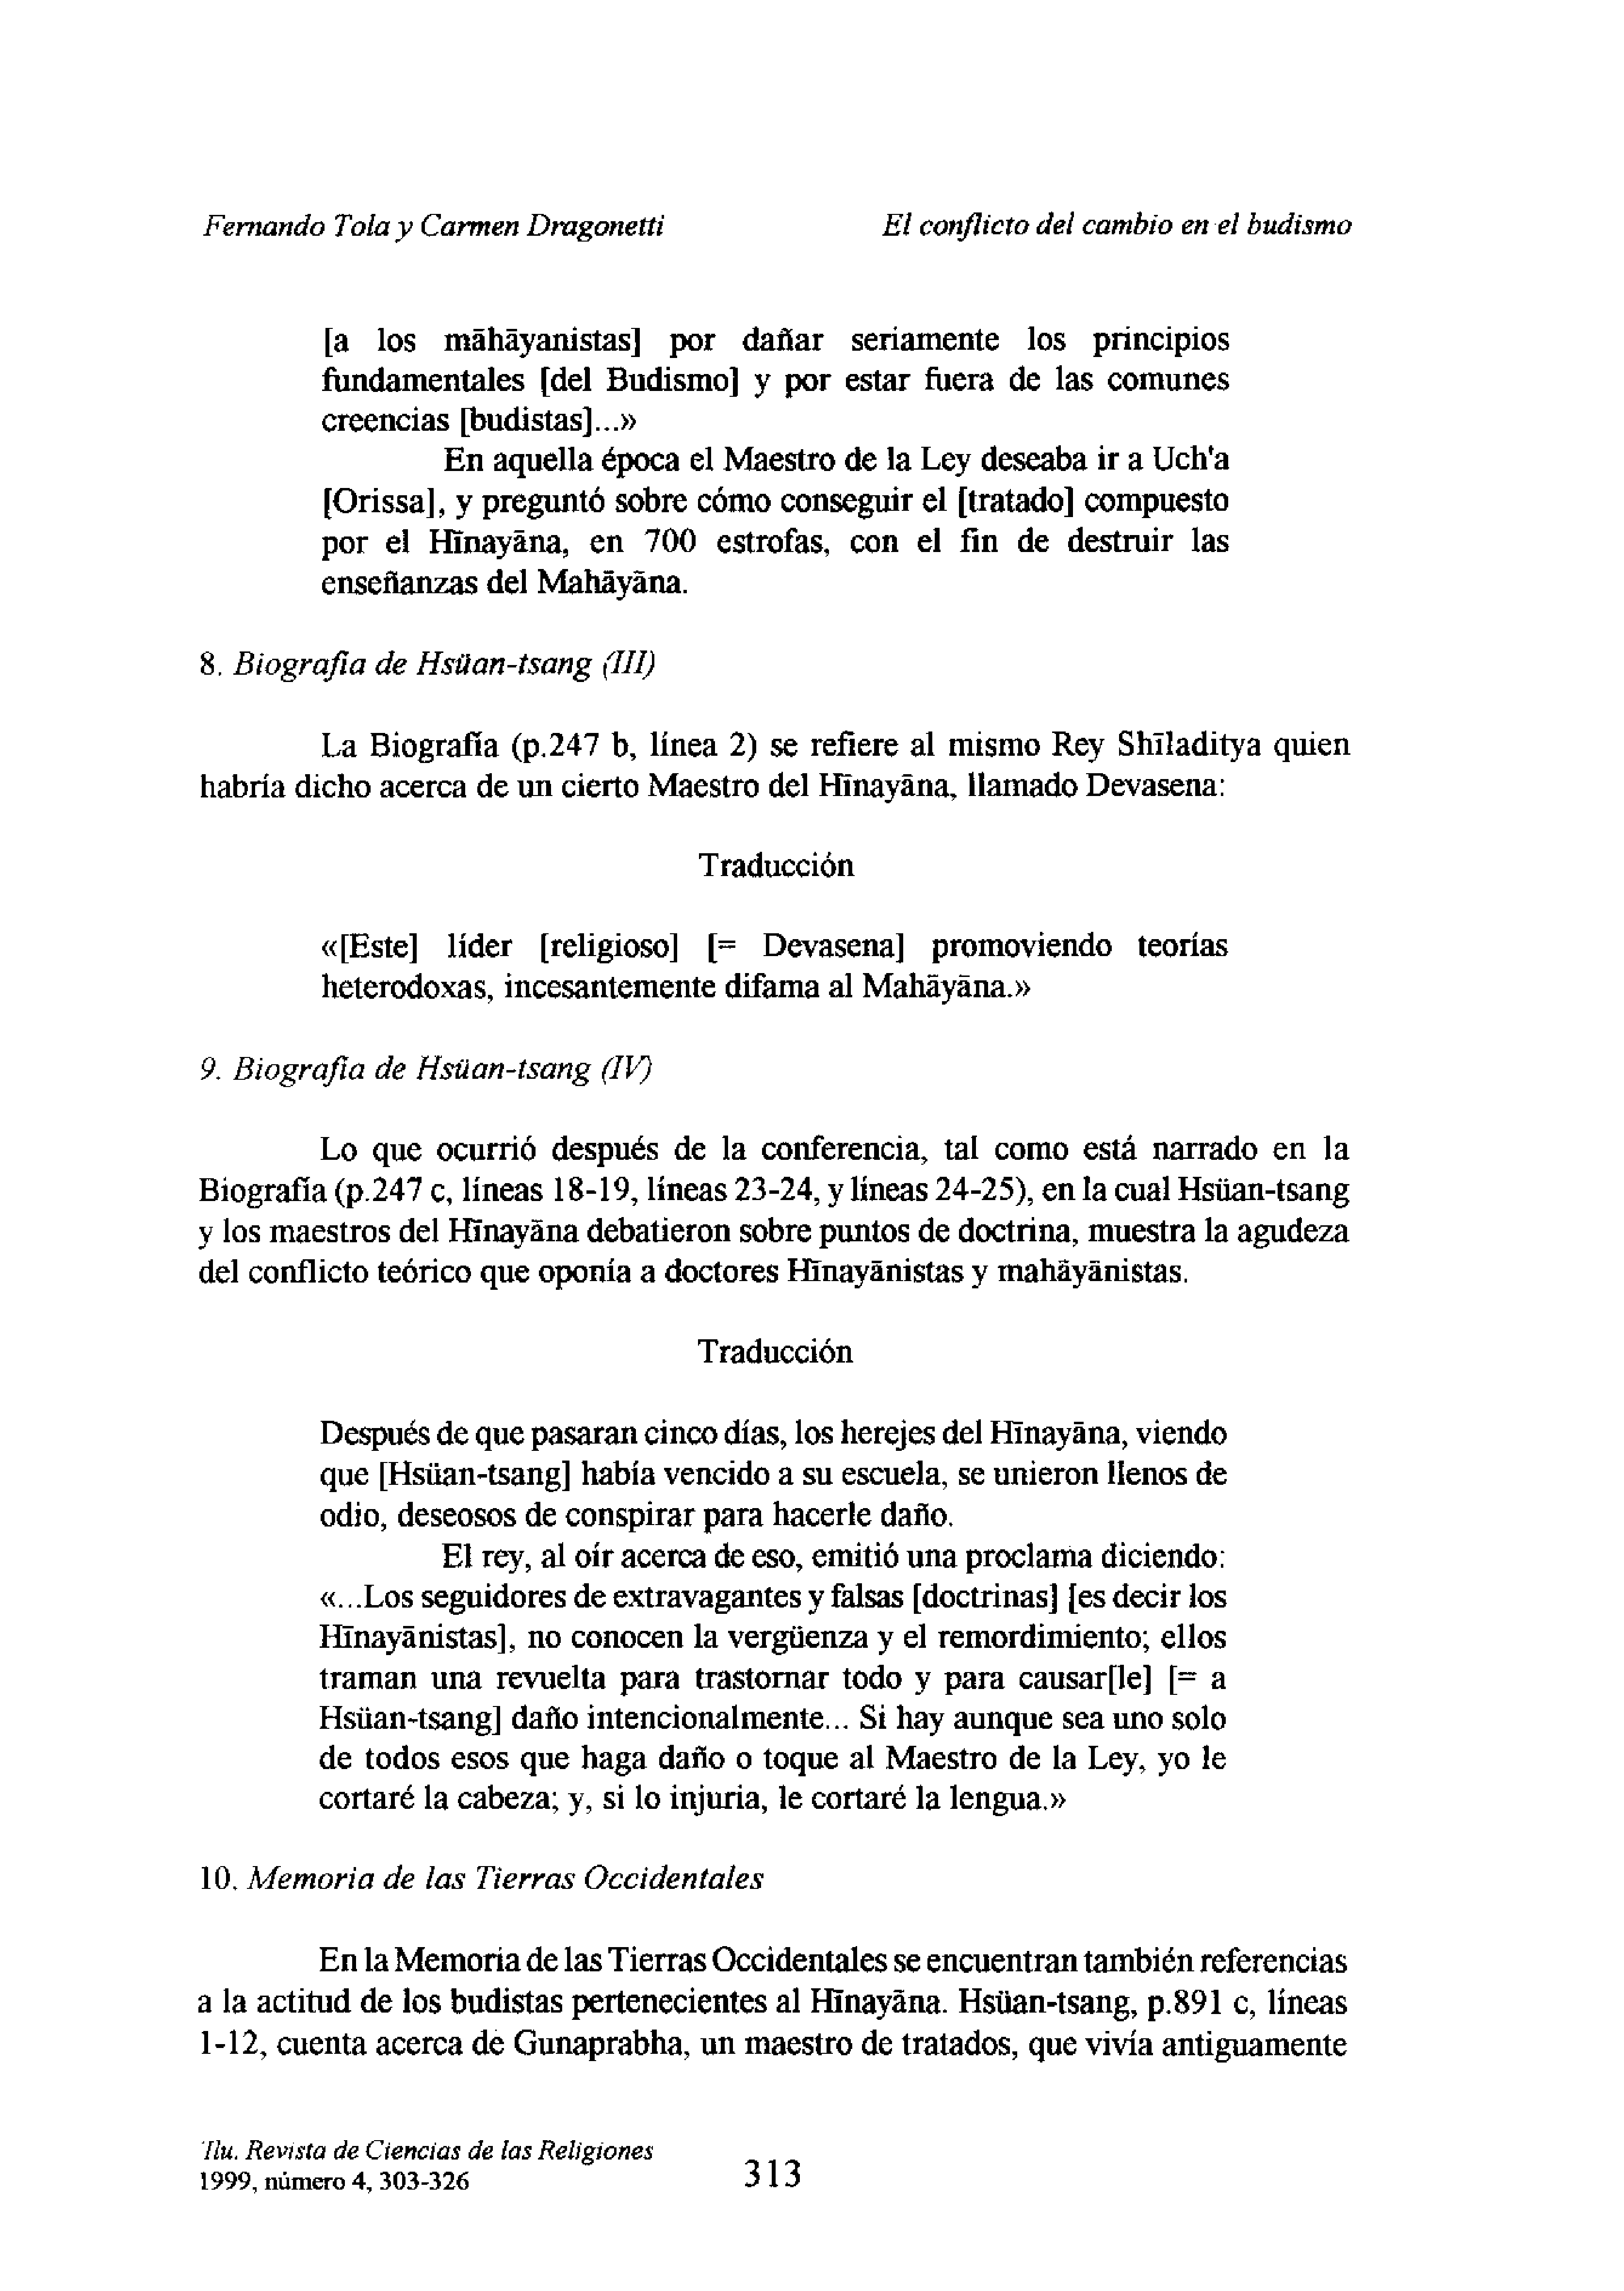 Fernando Tola y Carmen Dragonetti El conflicto del cambio en el budismo
[a los māhāyanistas] por dañar seriamente los principios
fundamentales [del Budismo] y por estar fuera de las comunes
creencias [budistas]...»
En aquella época el Maestro de la Ley deseaba ir a Uch'a
[Orissa], y preguntó sobre cómo conseguir el [tratado] compuesto
por el Hīnayāna, en 700 estrofas, con el fin de destruir las
enseñanzas del Mahāyāna.
8. Biografía de Hsüan-tsang (III)
La Biografía (p.247 b, línea 2) se refiere al mismo Rey Shīladitya quien
habría dicho acerca de un cierto Maestro del Hīnayāna, llamado Devasena:
Traducción
«[Este] líder [religioso] [= Devasena] promoviendo teorías
heterodoxas, incesantemente difama al Mahāyāna.»
9. Biografía de Hsüan-tsang (IV)
Lo que ocurrió después de la conferencia, tal como está narrado en la
Biografía (p.247 c, líneas 18-19, líneas 23-24, y líneas 24-25), en la cual Hsüan-tsang
y los maestros del Hīnayāna debatieron sobre puntos de doctrina, muestra la agudeza
del conflicto teórico que oponía a doctores Hīnayānistas y mahāyānistas.
Traducción
Después de que pasaran cinco días, los herejes del Hīnayāna, viendo
que [Hsüan-tsang] había vencido a su escuela, se unieron llenos de
odio, deseosos de conspirar para hacerle daño.
El rey, al oír acerca de eso, emitió una proclama diciendo:
«...Los seguidores de extravagantes y falsas [doctrinas] [es decir los
Hīnayānistas], no conocen la vergüenza y el remordimiento; ellos
traman una revuelta para trastornar todo y para causar[le] [= a
Hsüan-tsang] daño intencionalmente... Si hay aunque sea uno solo
de todos esos que haga daño o toque al Maestro de la Ley, yo le
cortaré la cabeza; y, si lo injuria, le cortaré la lengua.»
10. Memoria de las Tierras Occidentales
En la Memoria de las Tierras Occidentales se encuentran también referencias
a la actitud de los budistas pertenecientes al Hīnayāna. Hsüan-tsang, p.891 c, líneas
1-12, cuenta acerca de Gunaprabha, un maestro de tratados, que vivía antiguamente
'Ilu. Revista de Ciencias de las Religiones
1999, número 4, 303-326 313